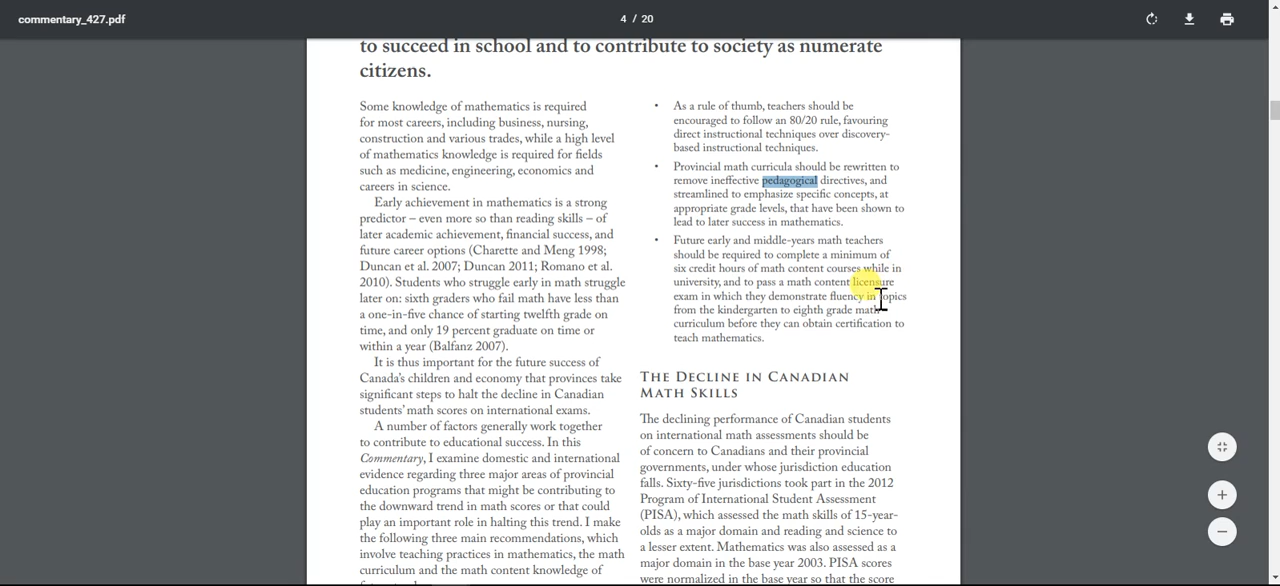 commentary_427.pdf
4 / 20
to succeed in school and to contribute to society as numerate
citizens.
Some knowledge of mathematics is required
for most careers, including business, nursing,
construction and various trades, while a high level
of mathematics knowledge is required for fields
such as medicine, engineering, economics and
careers in science.
Early achievement in mathematics is a strong
predictor – even more so than reading skills – of
later academic achievement, financial success, and
future career options (Charette and Meng 1998;
Duncan et al. 2007; Duncan 2011; Romano et al.
2010). Students who struggle early in math struggle
later on: sixth graders who fail math have less than
a one-in-five chance of starting twelfth grade on
time, and only 19 percent graduate on time or
within a year (Balfanz 2007).
It is thus important for the future success of
Canada's children and economy that provinces take
significant steps to halt the decline in Canadian
students' math scores on international exams.
A number of factors generally work together
to contribute to educational success. In this
Commentary, I examine domestic and international
evidence regarding three major areas of provincial
education programs that might be contributing to
the downward trend in math scores or that could
play an important role in halting this trend. I make
the following three main recommendations, which
involve teaching practices in mathematics, the math
curriculum and the math content knowledge of
• As a rule of thumb, teachers should be
encouraged to follow an 80/20 rule, favouring
direct instructional techniques over discovery-
based instructional techniques.
• Provincial math curricula should be rewritten to
remove ineffective pedagogical directives, and
streamlined to emphasize specific concepts, at
appropriate grade levels, that have been shown to
lead to later success in mathematics.
• Future early and middle-years math teachers
should be required to complete a minimum of
six credit hours of math content courses while in
university, and to pass a math content licensure
exam in which they demonstrate fluency in topics
from the kindergarten to eighth grade math
curriculum before they can obtain certification to
teach mathematics.
The Decline in Canadian
Math Skills
The declining performance of Canadian students
on international math assessments should be
of concern to Canadians and their provincial
governments, under whose jurisdiction education
falls. Sixty-five jurisdictions took part in the 2012
Program of International Student Assessment
(PISA), which assessed the math skills of 15-year-
olds as a major domain and reading and science to
a lesser extent. Mathematics was also assessed as a
major domain in the base year 2003. PISA scores
were normalized in the base year so that the score